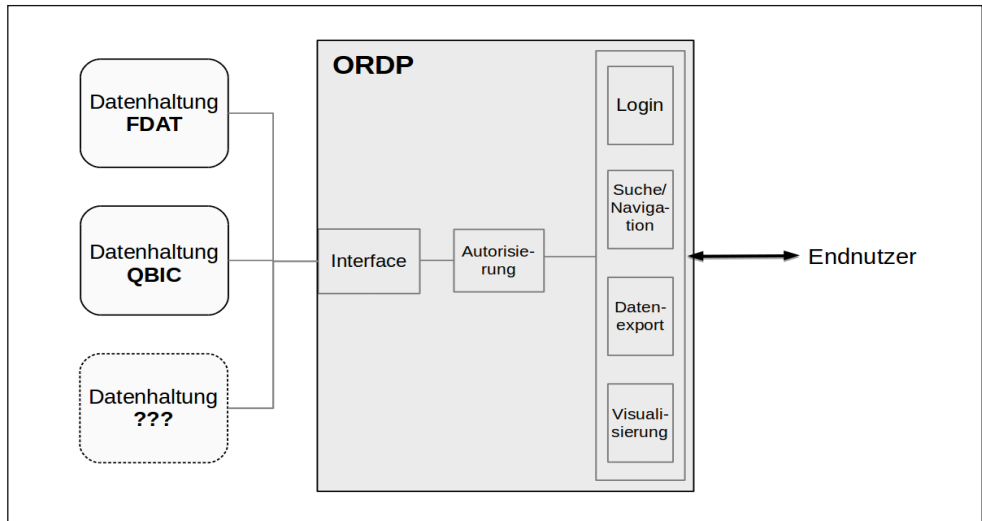 Datenhaltung
FDAT
Datenhaltung
QBIC
Datenhaltung
???
ORDP
Interface
Autorisie-
rung
Login
Suche/
Naviga-
tion
Daten-
export
Visuali-
sierung
Endnutzer